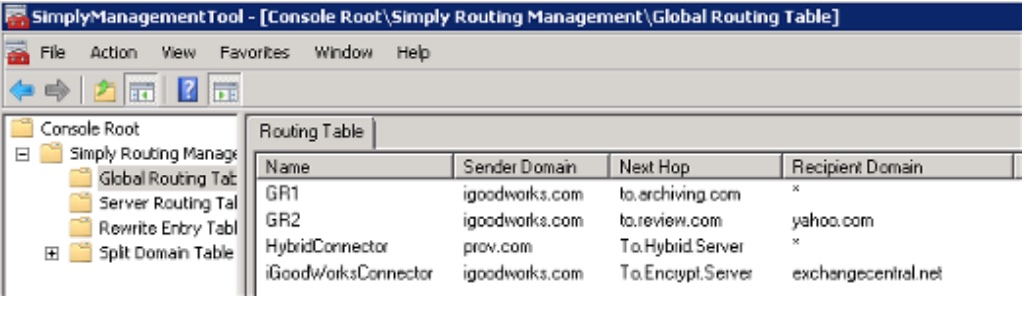 SimplyManagementTool - [Console Root\Simply Routing Management\Global Routing Table]
File Action View Favorites Window Help
Console Root
Simply Routing Manage
Global Routing Tab
Server Routing Tal
Rewrite Entry Tabl
Split Domain Table
Routing Table
Name Sender Domain Next Hop Recipient Domain
GR1 igoodworks.com to.archiving.com *
GR2 igoodworks.com to.review.com yahoo.com
HybridConnector prov.com To.Hybrid.Server *
iGoodWorksConnector igoodworks.com To.Encrypt.Server exchangecentral.net